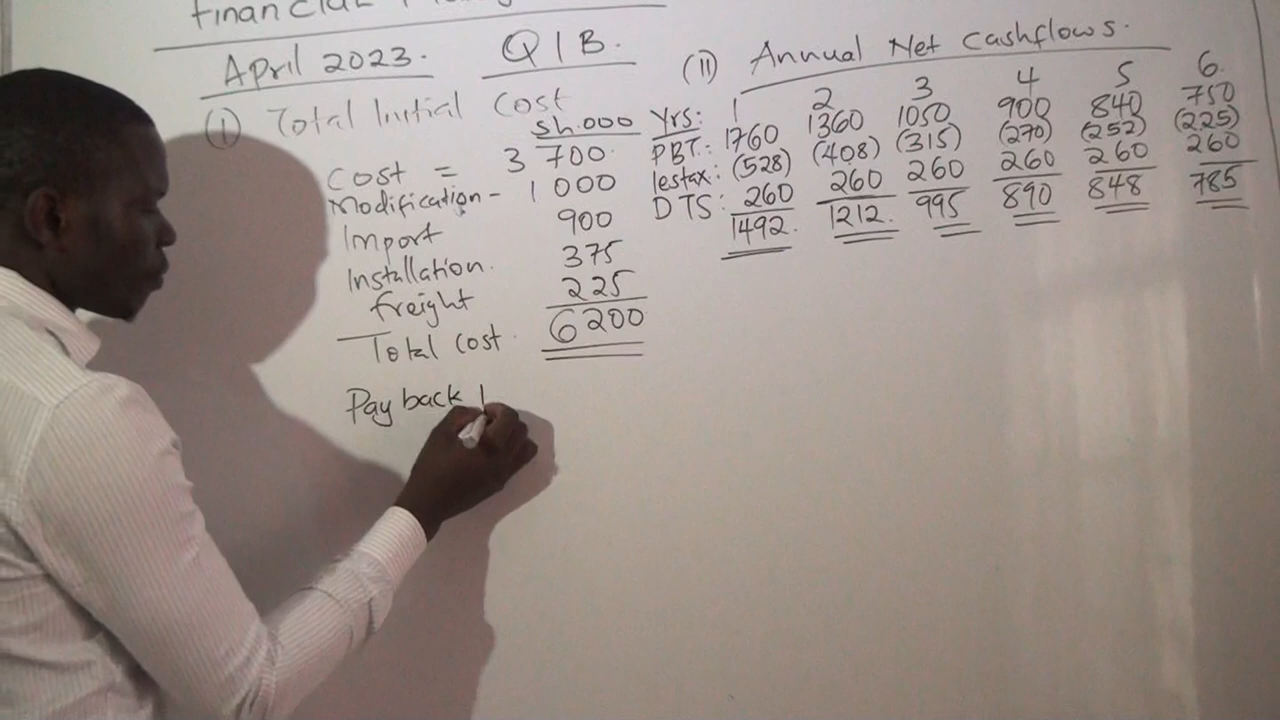 Financial
April 2023. Q1B.
(i) Total Initial Cost
sh.000
Cost = 3 700
Modification - 1 000
Import 900
Installation. 375
freight 225
Total cost. 6200
Pay back
(ii) Annual Net Cashflows.
Yrs: 1 2 3 4 5 6.
PBT: 1760 1360 1050 900 840 750
lestax: (528) (408) (315) (270) (252) (225)
DTS: 260 260 260 260 260 260
1492. 1212. 995 890 848 785